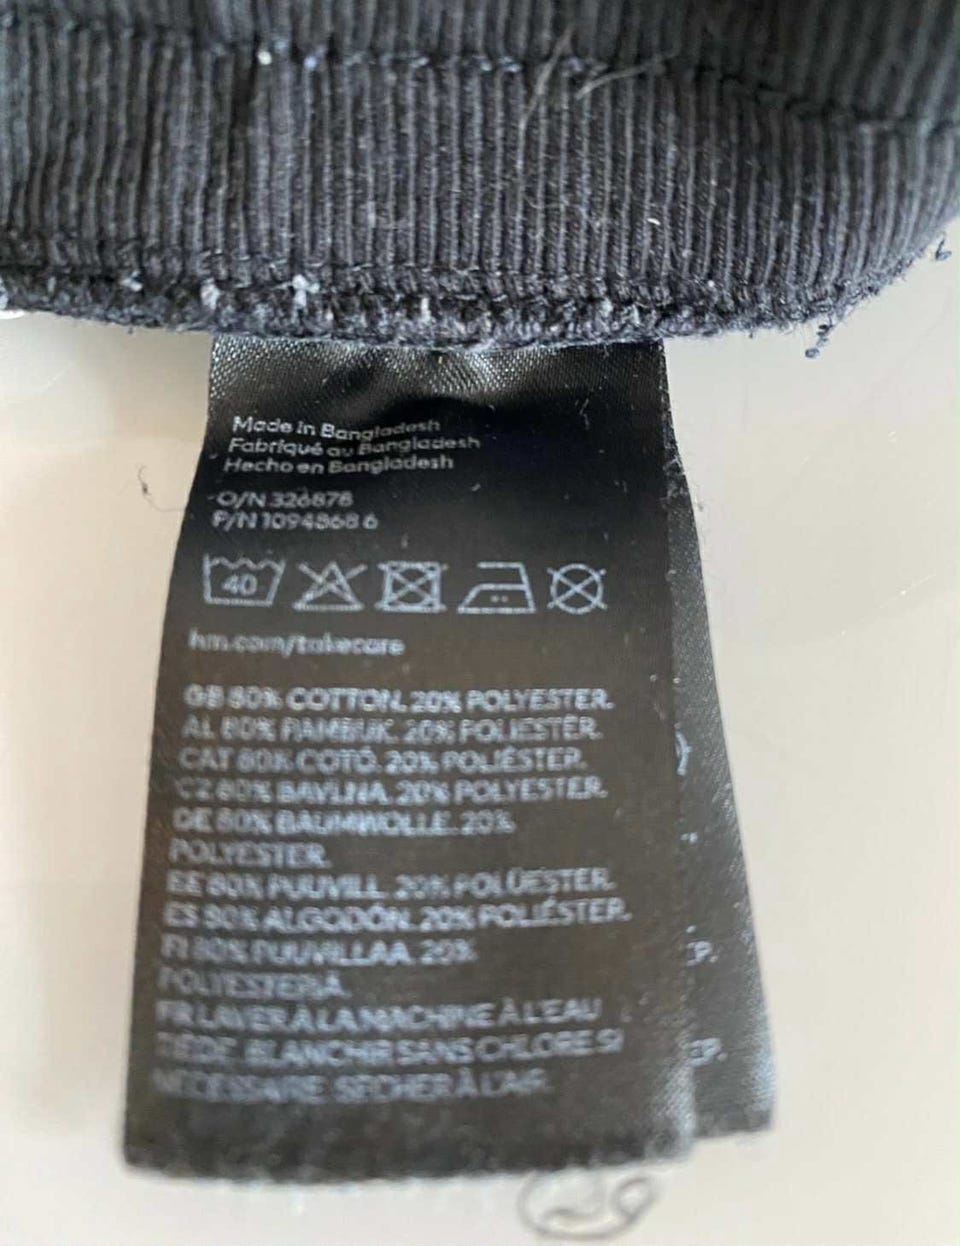 Made in Bangladesh
Fabriqué au Bangladesh
Hecho en Bangladesh
O/N 326878
P/N 1094868 6
40
hm.com/takecare
GB 80% COTTON. 20% POLYESTER.
AL 80% PAMBUK. 20% POLIESTËR.
CAT 80% COTÓ. 20% POLIÈSTER.
CZ 80% BAVLNA. 20% POLYESTER.
DE 80% BAUMWOLLE. 20%
POLYESTER.
EE 80% PUUVILL. 20% POLÜESTER.
ES 80% ALGODÓN. 20% POLIÉSTER.
FI 80% PUUVILLAA. 20%
POLYESTERIÄ.
FR LAVER À LA MACHINE À L'EAU
TIÈDE. BLANCHIR SANS CHLORE SI
NÉCESSAIRE. SÉCHER À L'AIR.